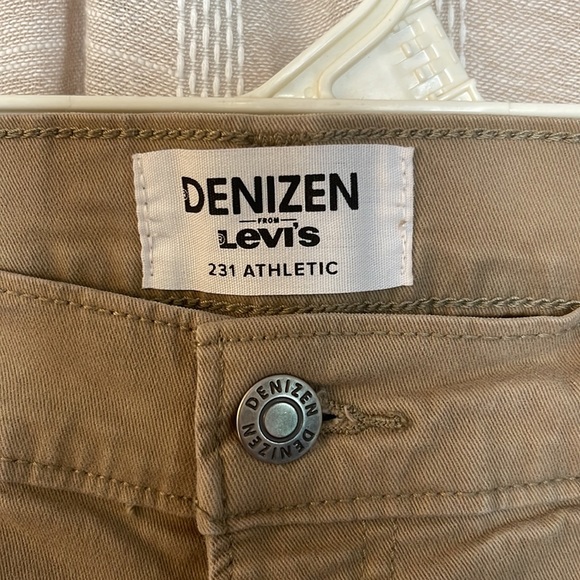 DENIZEN
FROM
Levi's
231 ATHLETIC
DENIZEN
DENIZEN